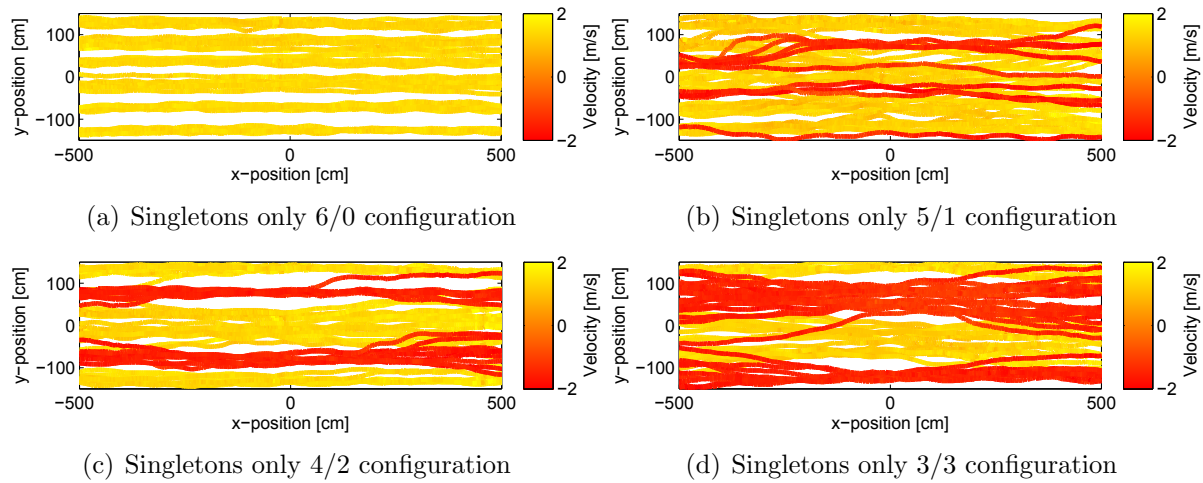 100
0
−100
y−position [cm]
−500
0
500
x−position [cm]
2
0
−2
Velocity [m/s]
(a) Singletons only 6/0 configuration
100
0
−100
y−position [cm]
−500
0
500
x−position [cm]
2
0
−2
Velocity [m/s]
(b) Singletons only 5/1 configuration
100
0
−100
y−position [cm]
−500
0
500
x−position [cm]
2
0
−2
Velocity [m/s]
(c) Singletons only 4/2 configuration
100
0
−100
y−position [cm]
−500
0
500
x−position [cm]
2
0
−2
Velocity [m/s]
(d) Singletons only 3/3 configuration